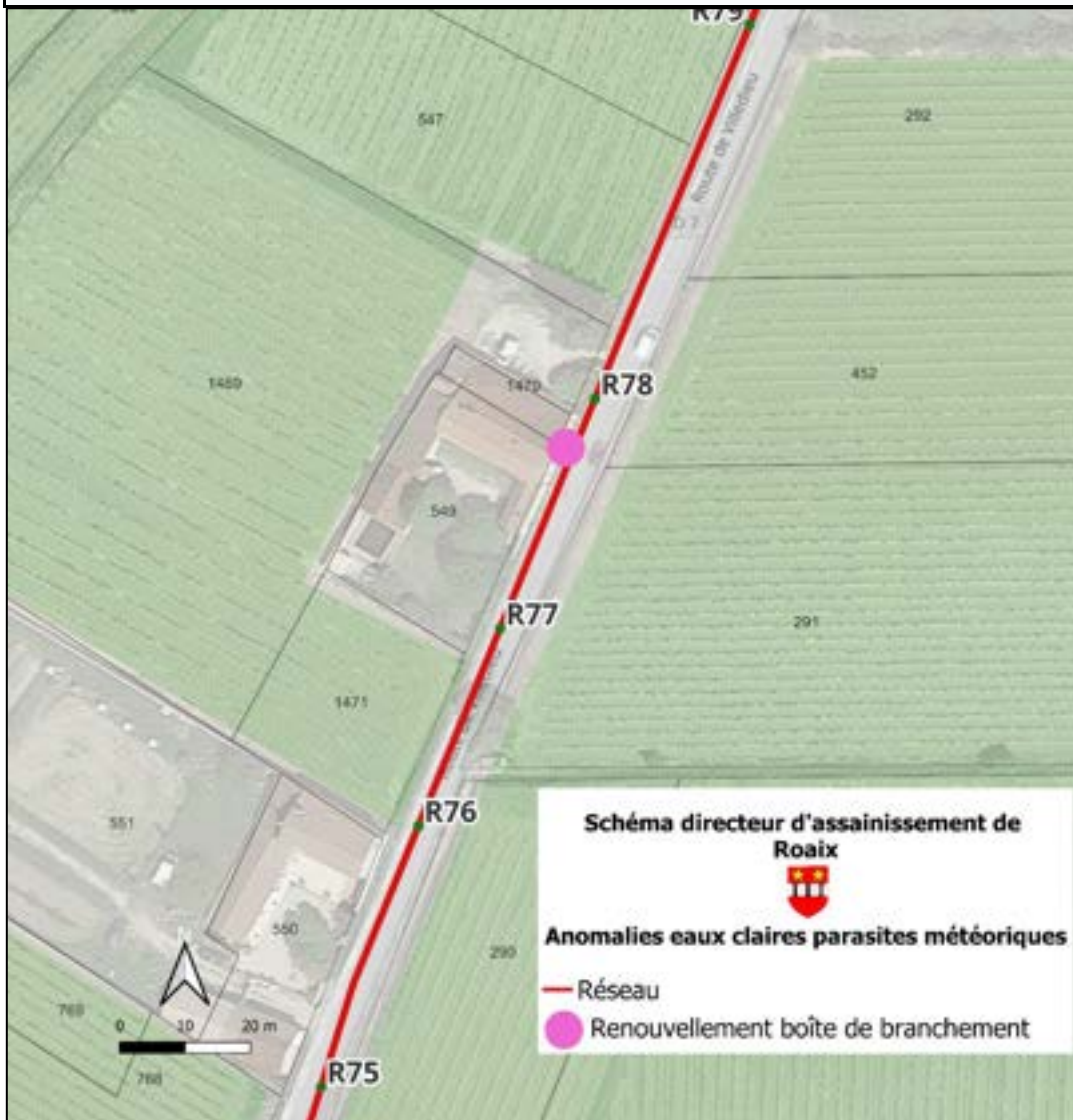 R79
Route de Villedieu
547
292
1489
1470
R78
452
549
R77
291
1471
R76
551
550
290
769
0 10 20 m
768
R75
Schéma directeur d'assainissement de
Roaix
Anomalies eaux claires parasites météoriques
Réseau
Renouvellement boîte de branchement